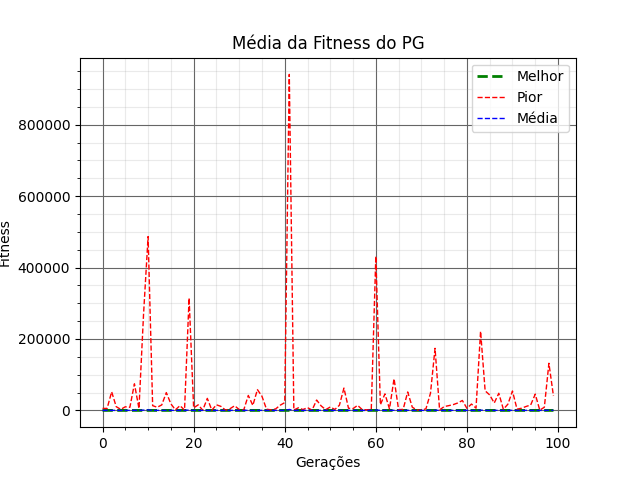 Média da Fitness do PG
Melhor
Pior
Média
800000
600000
400000
200000
0
Fitness
0 20 40 60 80 100
Gerações